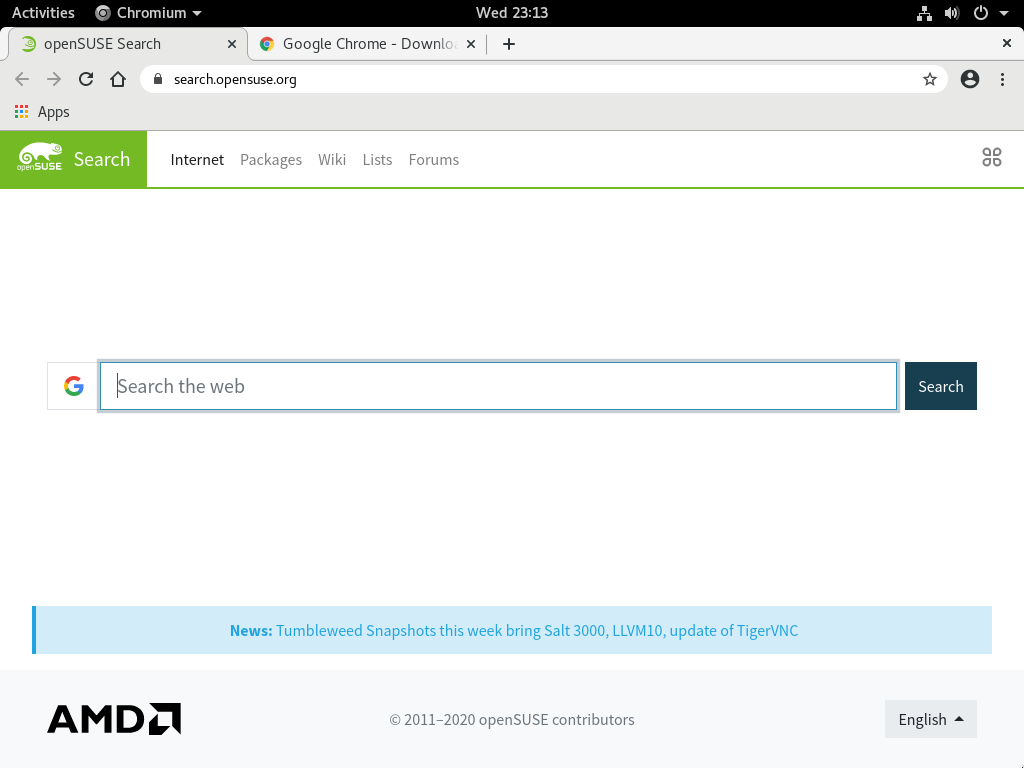 Activities Chromium Wed 23:13
openSUSE Search Google Chrome - Downloa
search.opensuse.org
Apps
openSUSE Search Internet Packages Wiki Lists Forums
Search the web Search
News: Tumbleweed Snapshots this week bring Salt 3000, LLVM10, update of TigerVNC
AMD © 2011–2020 openSUSE contributors English